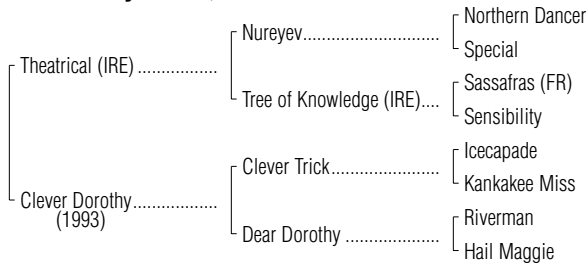 Northern Dancer
Nureyev
Special
Theatrical (IRE)
Sassafras (FR)
Tree of Knowledge (IRE)
Sensibility
Icecapade
Clever Trick
Kankakee Miss
Clever Dorothy
(1993)
Riverman
Dear Dorothy
Hail Maggie